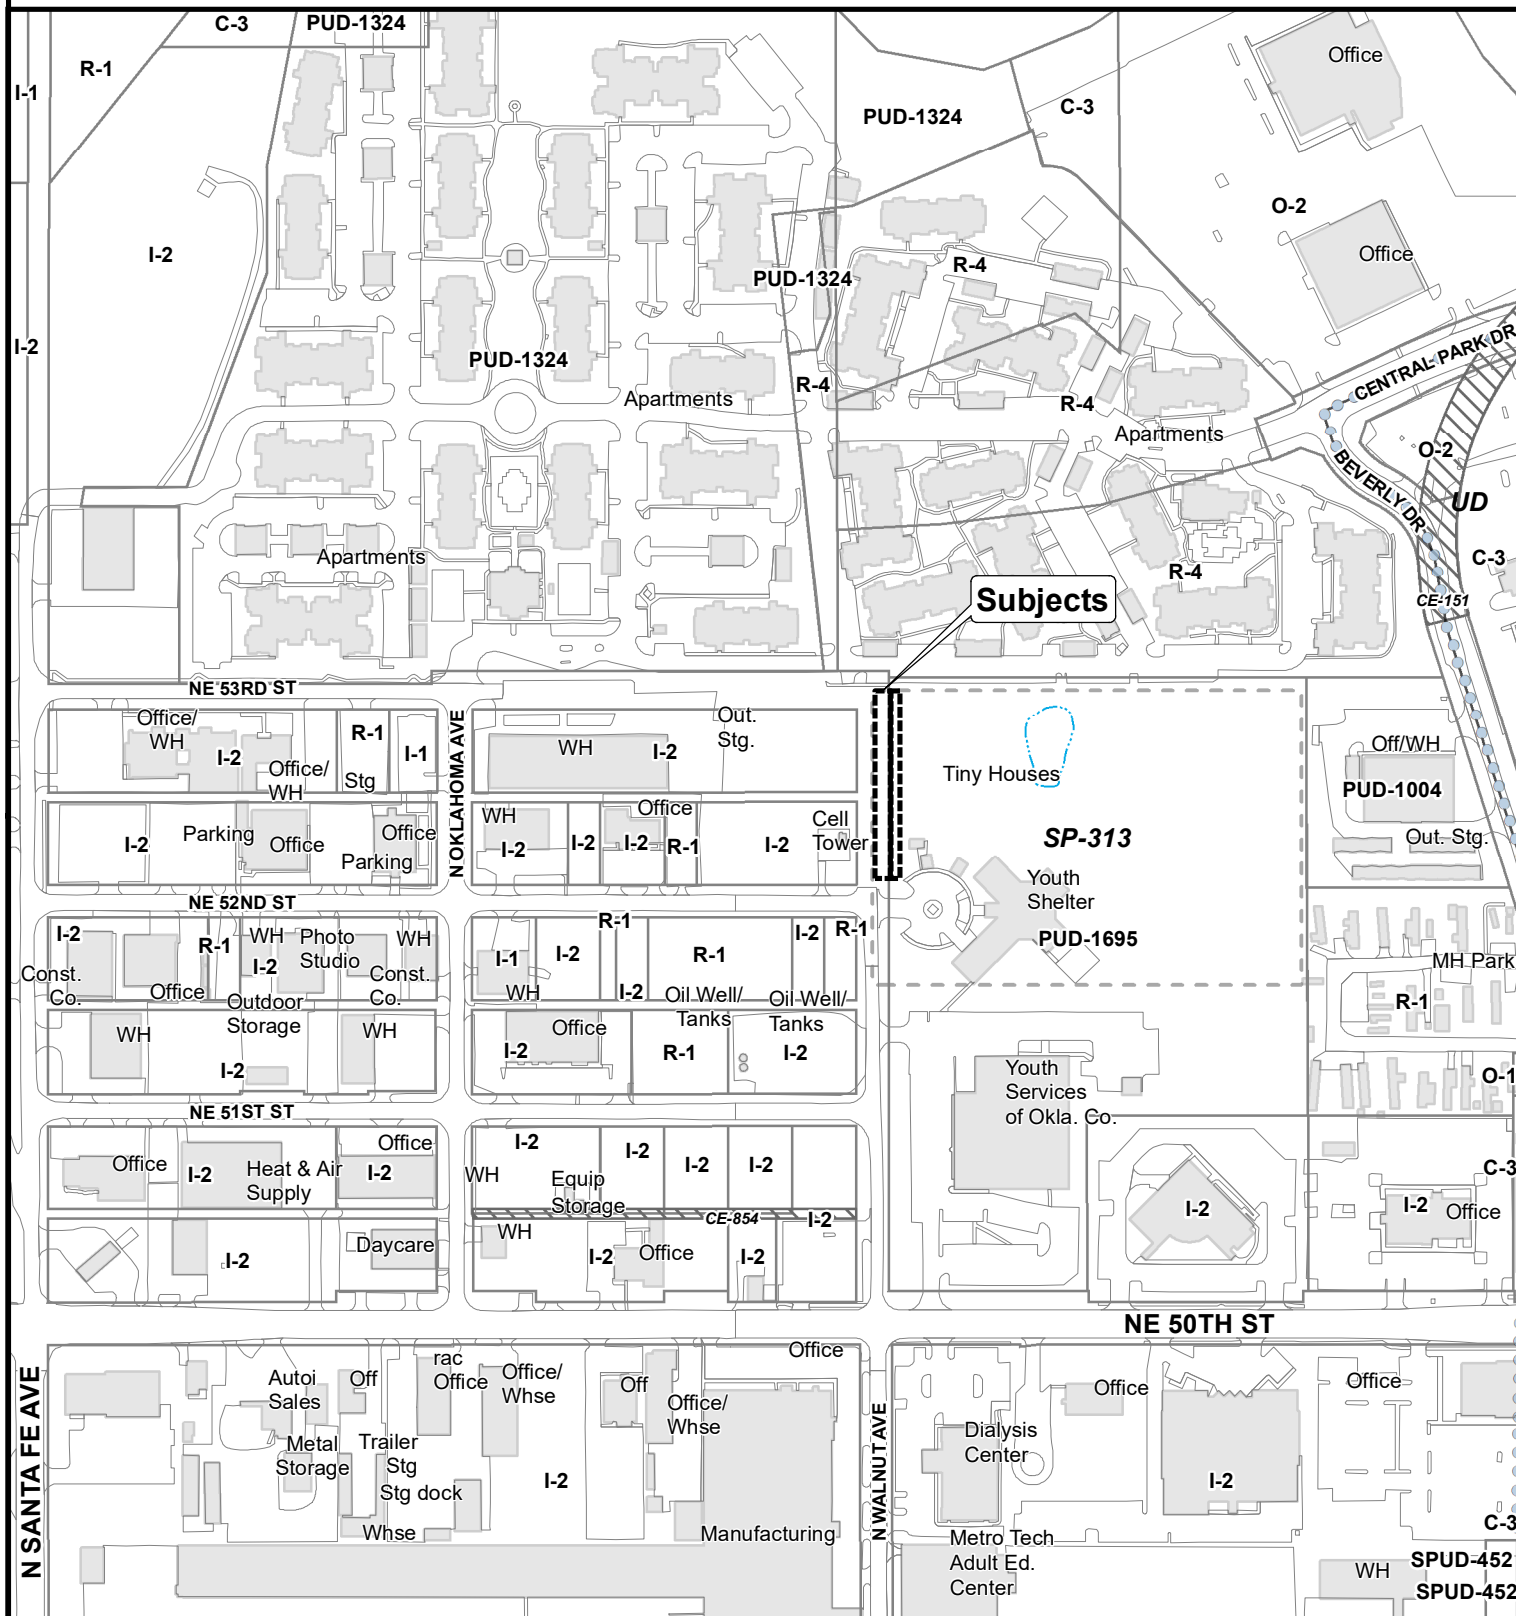 C-3
PUD-1324
Office
R-1
I-1
PUD-1324
C-3
O-2
I-2
Office
R-4
PUD-1324
I-2
PUD-1324
CENTRAL PARK DR
R-4
Apartments
R-4
Apartments
O-2
BEVERLY DR
UD
Apartments
C-3
R-4
CE-151
Subjects
NE 53RD ST
N OKLAHOMA AVE
Office/
WH
I-2
Office/
WH
R-1
Stg
I-1
WH
I-2
Out.
Stg.
Tiny Houses
Off/WH
PUD-1004
Out. Stg.
I-2
Parking
Office
Office
Parking
WH
I-2
I-2
Office
I-2
R-1
I-2
Cell
Tower
SP-313
Youth
Shelter
PUD-1695
NE 52ND ST
I-2
Const.
Co.
Office
R-1
WH
I-2
Photo
Studio
WH
Const.
Co.
Outdoor
Storage
I-1
WH
I-2
R-1
I-2
R-1
I-2
R-1
Oil Well/
Tanks
Oil Well/
Tanks
MH Park
R-1
WH
I-2
WH
I-2
Office
R-1
I-2
Youth
Services
of Okla. Co.
O-1
NE 51ST ST
Office
I-2
Heat & Air
Supply
Office
I-2
I-2
WH
Equip
Storage
I-2
I-2
I-2
CE-854
I-2
I-2
I-2
Office
C-3
I-2
Daycare
WH
I-2
Office
I-2
NE 50TH ST
N SANTA FE AVE
N WALNUT AVE
Autoi
Sales
Off
rac
Office
Office/
Whse
Off
Office/
Whse
Office
Office
Office
Metal
Storage
Trailer
Stg
Stg dock
Whse
I-2
Manufacturing
Dialysis
Center
I-2
Metro Tech
Adult Ed.
Center
C-3
WH
SPUD-452
SPUD-452